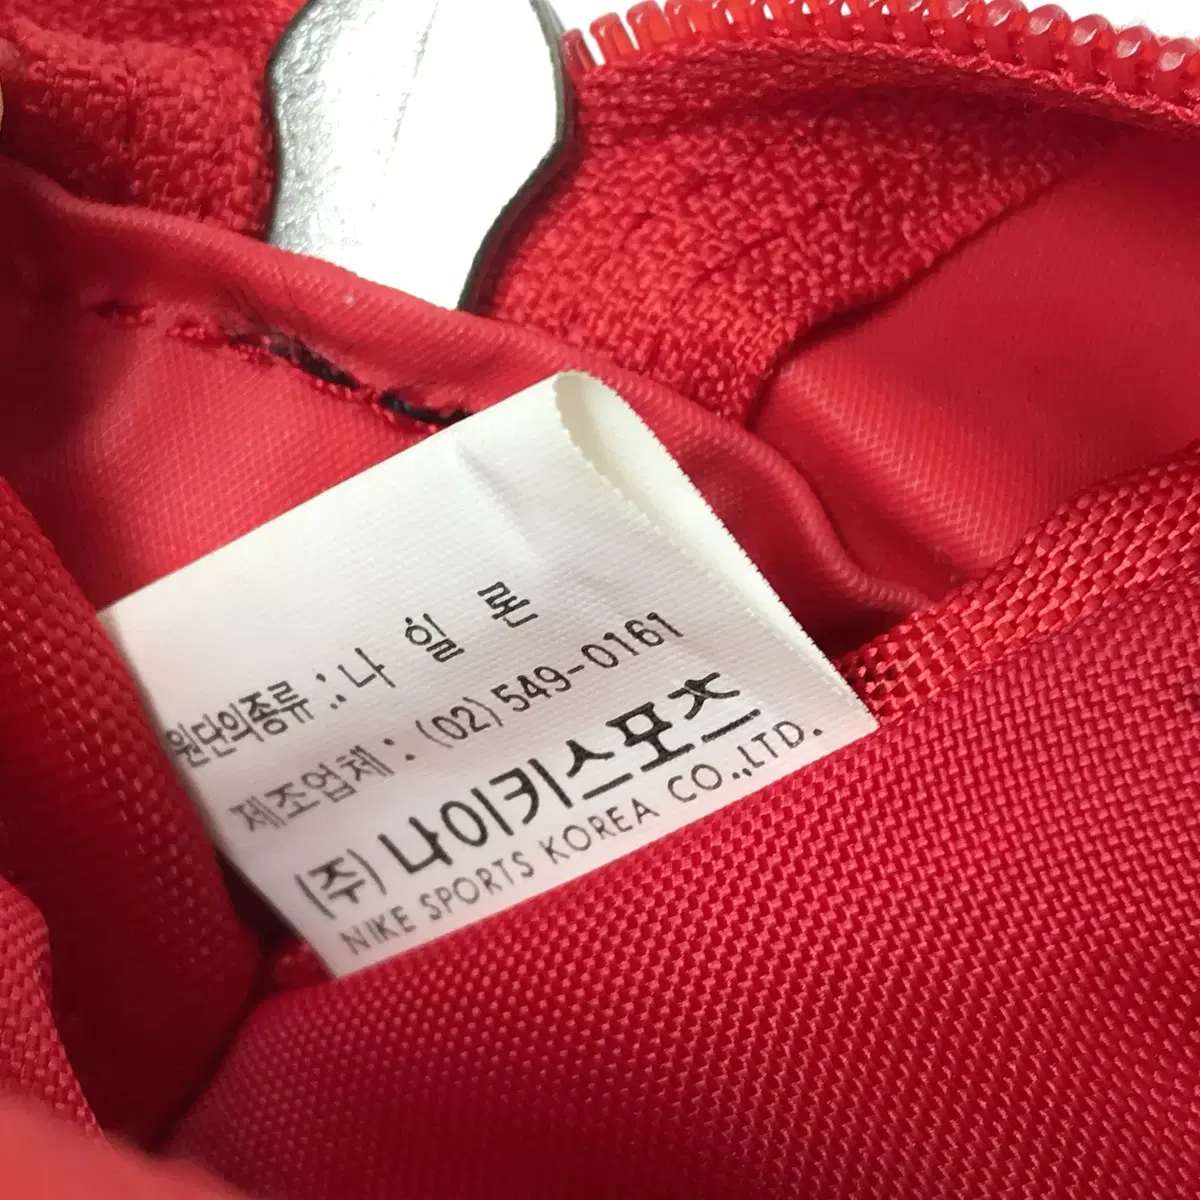 원단의종류 : 나 일 론
제조업체 : (02) 549-0161
(주) 나이키스포츠
NIKE SPORTS KOREA CO.,LTD.